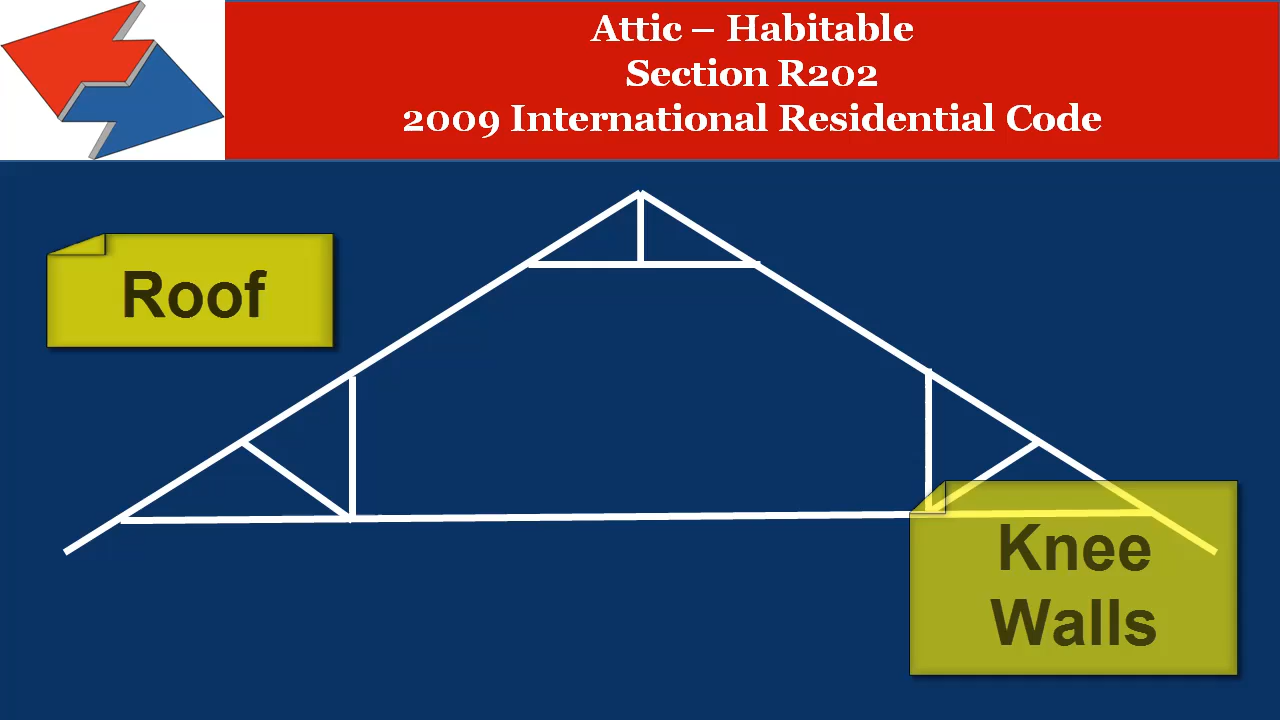 Attic – Habitable
Section R202
2009 International Residential Code
Roof
Knee
Walls